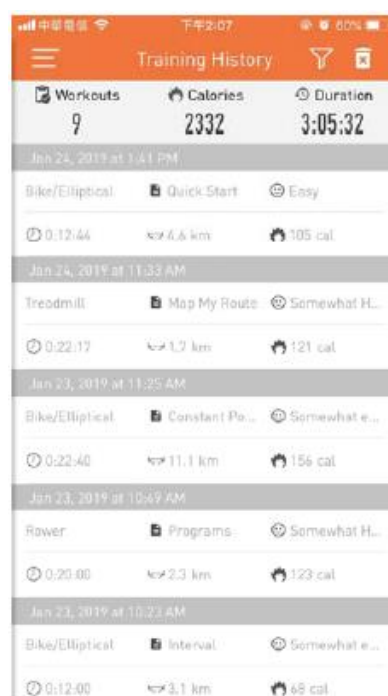 中華電信 下午2:07 60%
Training History
Workouts Calories Duration
9 2332 3:05:32
Jan 24, 2019 at 1:41 PM
Bike/Elliptical Quick Start Easy
0:12:44 4.6 km 105 cal
Jan 24, 2019 at 11:33 AM
Treadmill Map My Route Somewhat H...
0:22:17 1.7 km 121 cal
Jan 23, 2019 at 11:25 AM
Bike/Elliptical Constant Po... Somewhat e...
0:22:40 11.1 km 156 cal
Jan 23, 2019 at 10:49 AM
Rower Programs Somewhat H...
0:20:00 2.3 km 123 cal
Jan 23, 2019 at 10:23 AM
Bike/Elliptical Interval Somewhat e...
0:12:00 3.1 km 68 cal